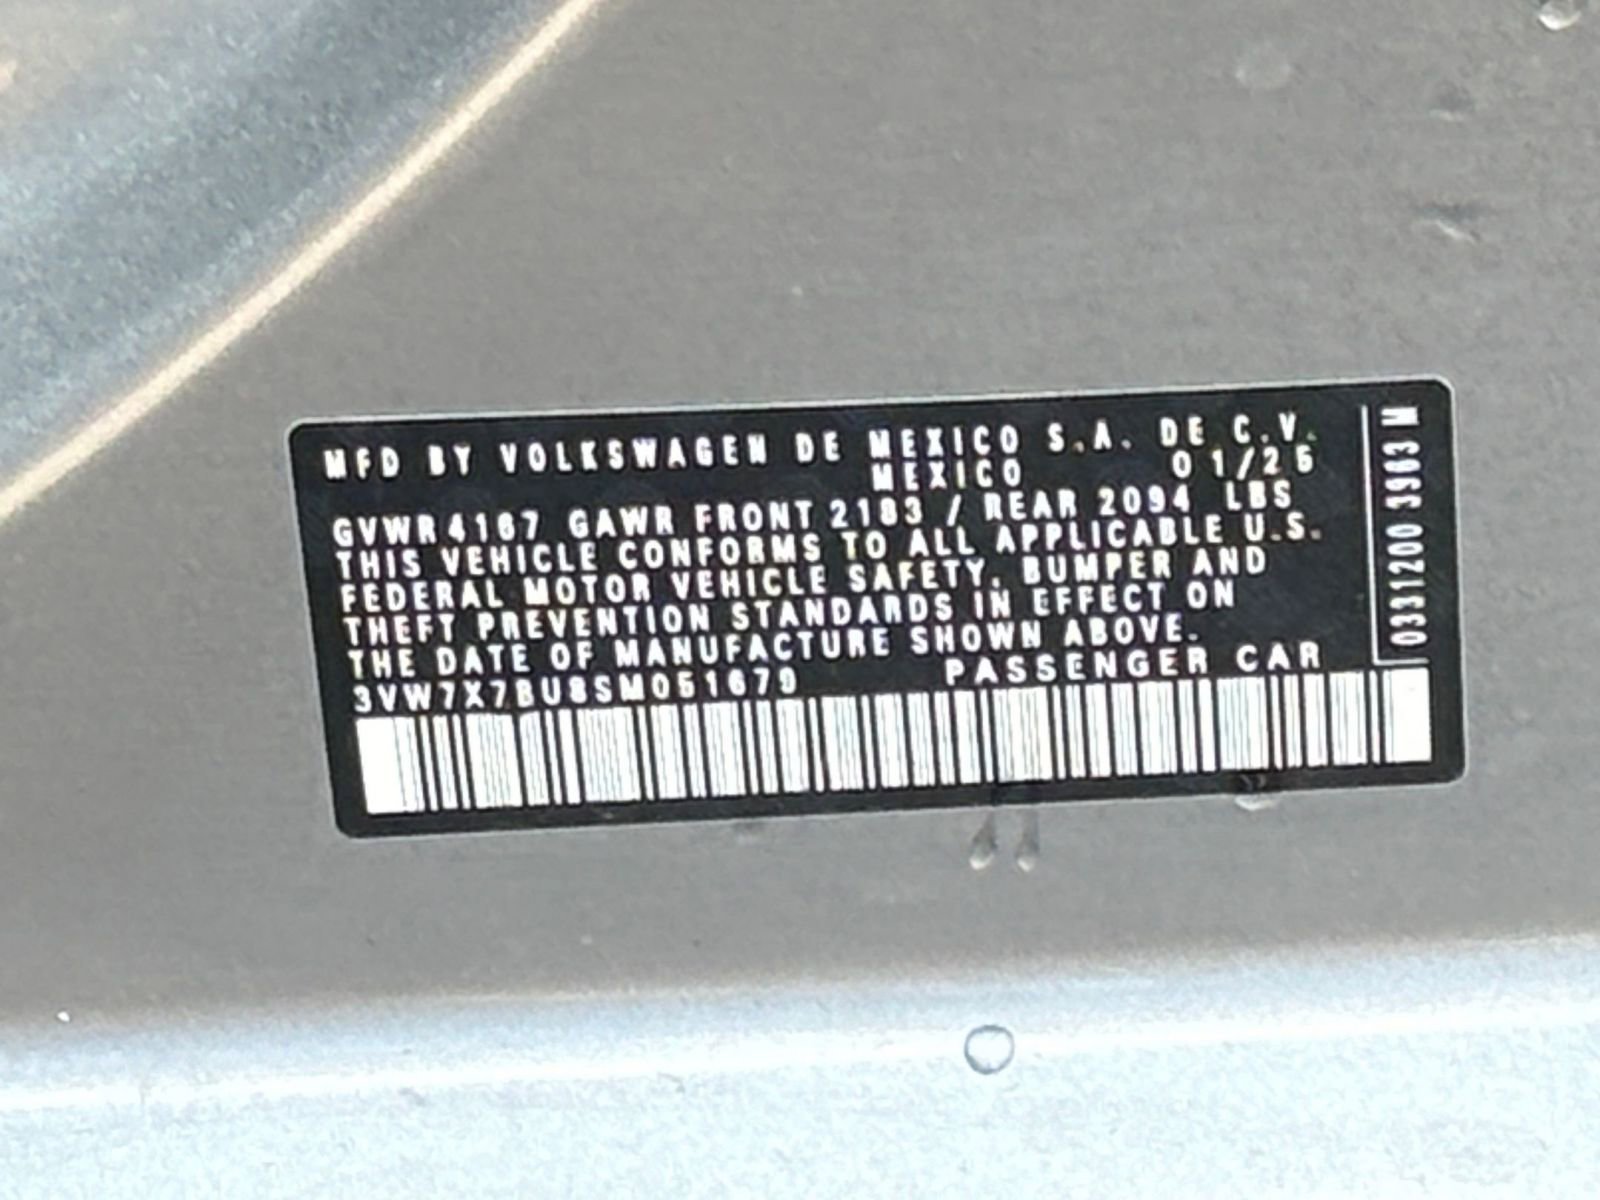 MFD BY VOLKSWAGEN DE MEXICO S.A. DE C.V.
MEXICO 01/25
GVWR 4167 GAWR FRONT 2183 / REAR 2094 LBS
THIS VEHICLE CONFORMS TO ALL APPLICABLE U.S.
FEDERAL MOTOR VEHICLE SAFETY, BUMPER AND
THEFT PREVENTION STANDARDS IN EFFECT ON
THE DATE OF MANUFACTURE SHOWN ABOVE.
3VW7X7BU8SM051679 PASSENGER CAR
0331200 3963 M